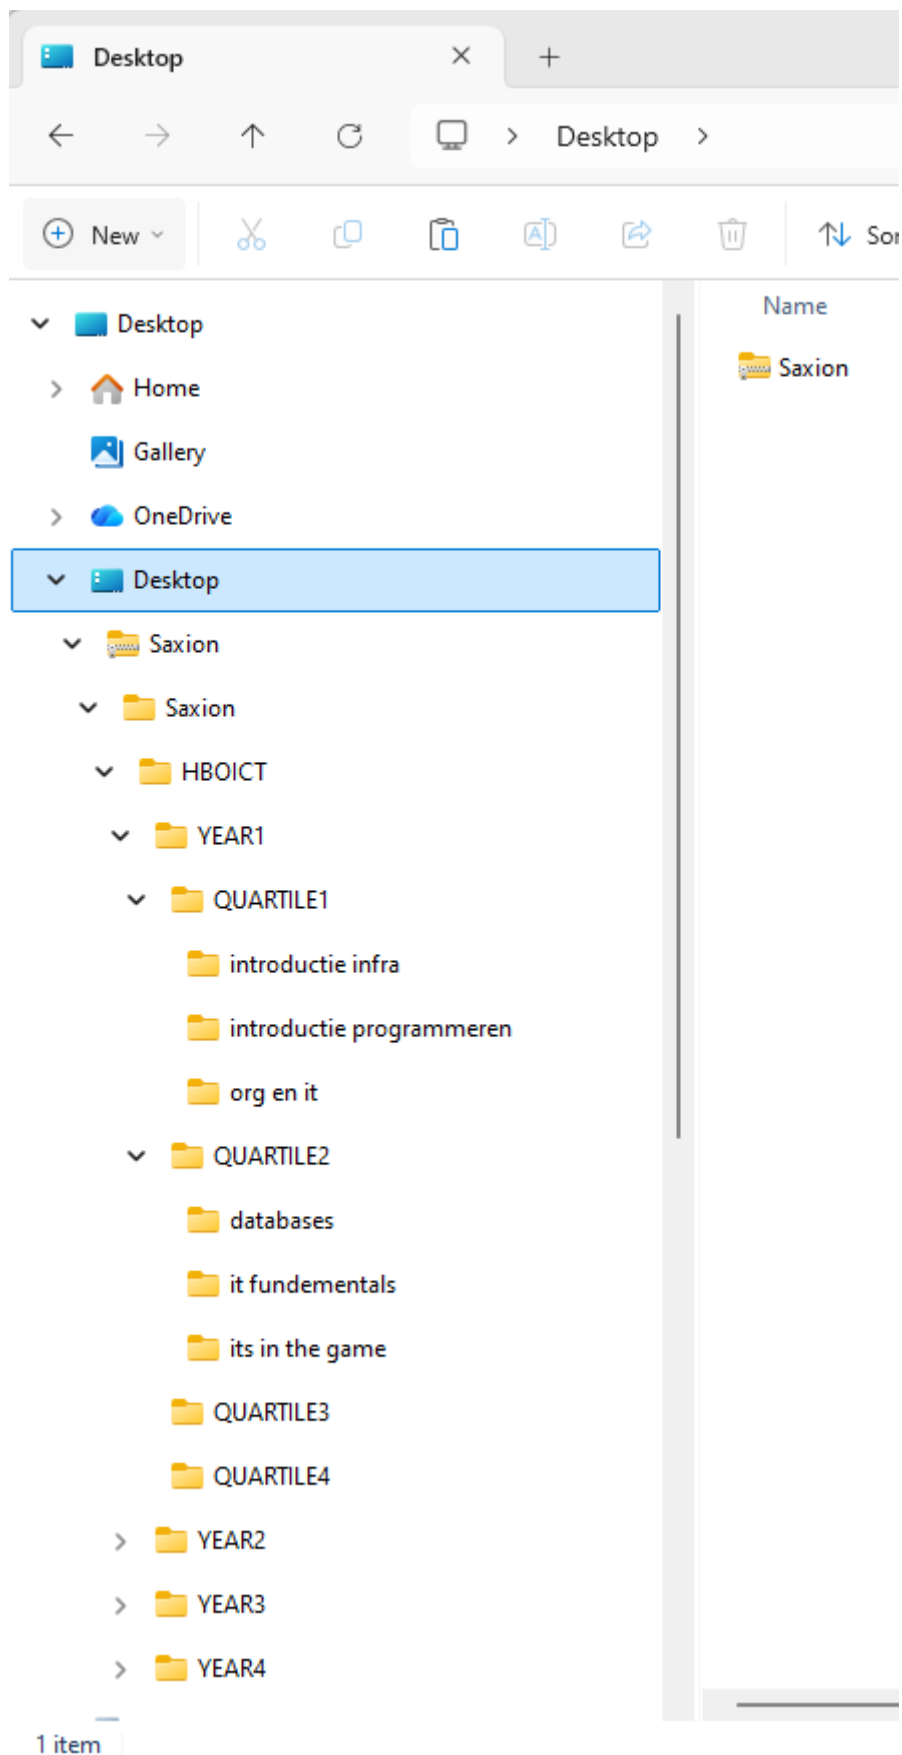 Desktop
Desktop
New
Sor
Name
Desktop
Saxion
Home
Gallery
OneDrive
Desktop
Saxion
Saxion
HBOICT
YEAR1
QUARTILE1
introductie infra
introductie programmeren
org en it
QUARTILE2
databases
it fundementals
its in the game
QUARTILE3
QUARTILE4
YEAR2
YEAR3
YEAR4
1 item